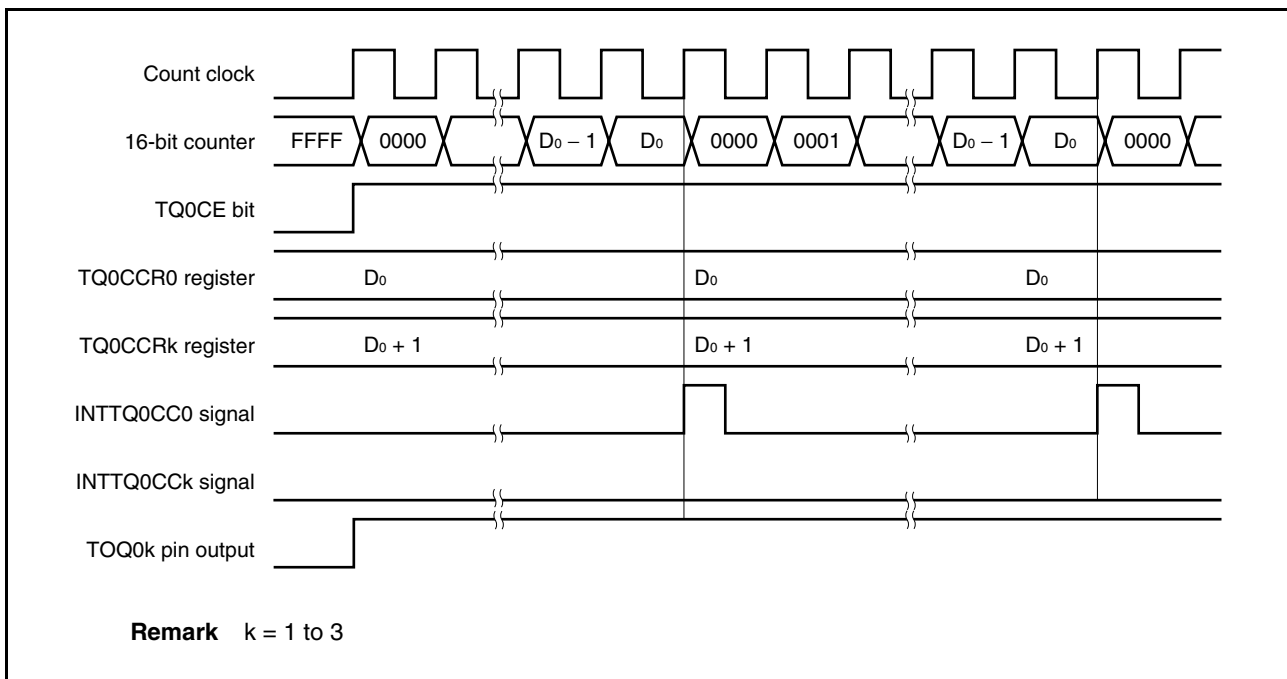 Count clock
16-bit counter FFFF 0000 D₀ − 1 D₀ 0000 0001 D₀ − 1 D₀ 0000
TQ0CE bit
TQ0CCR0 register D₀ D₀ D₀
TQ0CCRk register D₀ + 1 D₀ + 1 D₀ + 1
INTTQ0CC0 signal
INTTQ0CCk signal
TOQ0k pin output
Remark k = 1 to 3